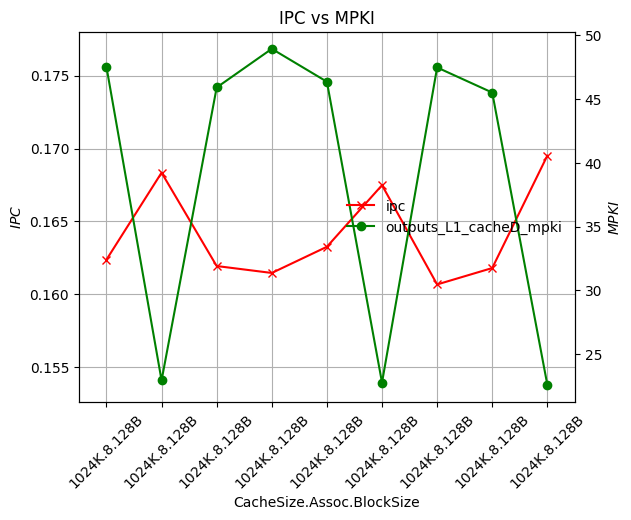 IPC vs MPKI
0.175
0.170
0.165
0.160
0.155
IPC
50
45
40
35
30
25
MPKI
ipc
outputs_L1_cacheD_mpki
1024K.8.128B
1024K.8.128B
1024K.8.128B
1024K.8.128B
1024K.8.128B
1024K.8.128B
1024K.8.128B
1024K.8.128B
1024K.8.128B
CacheSize.Assoc.BlockSize